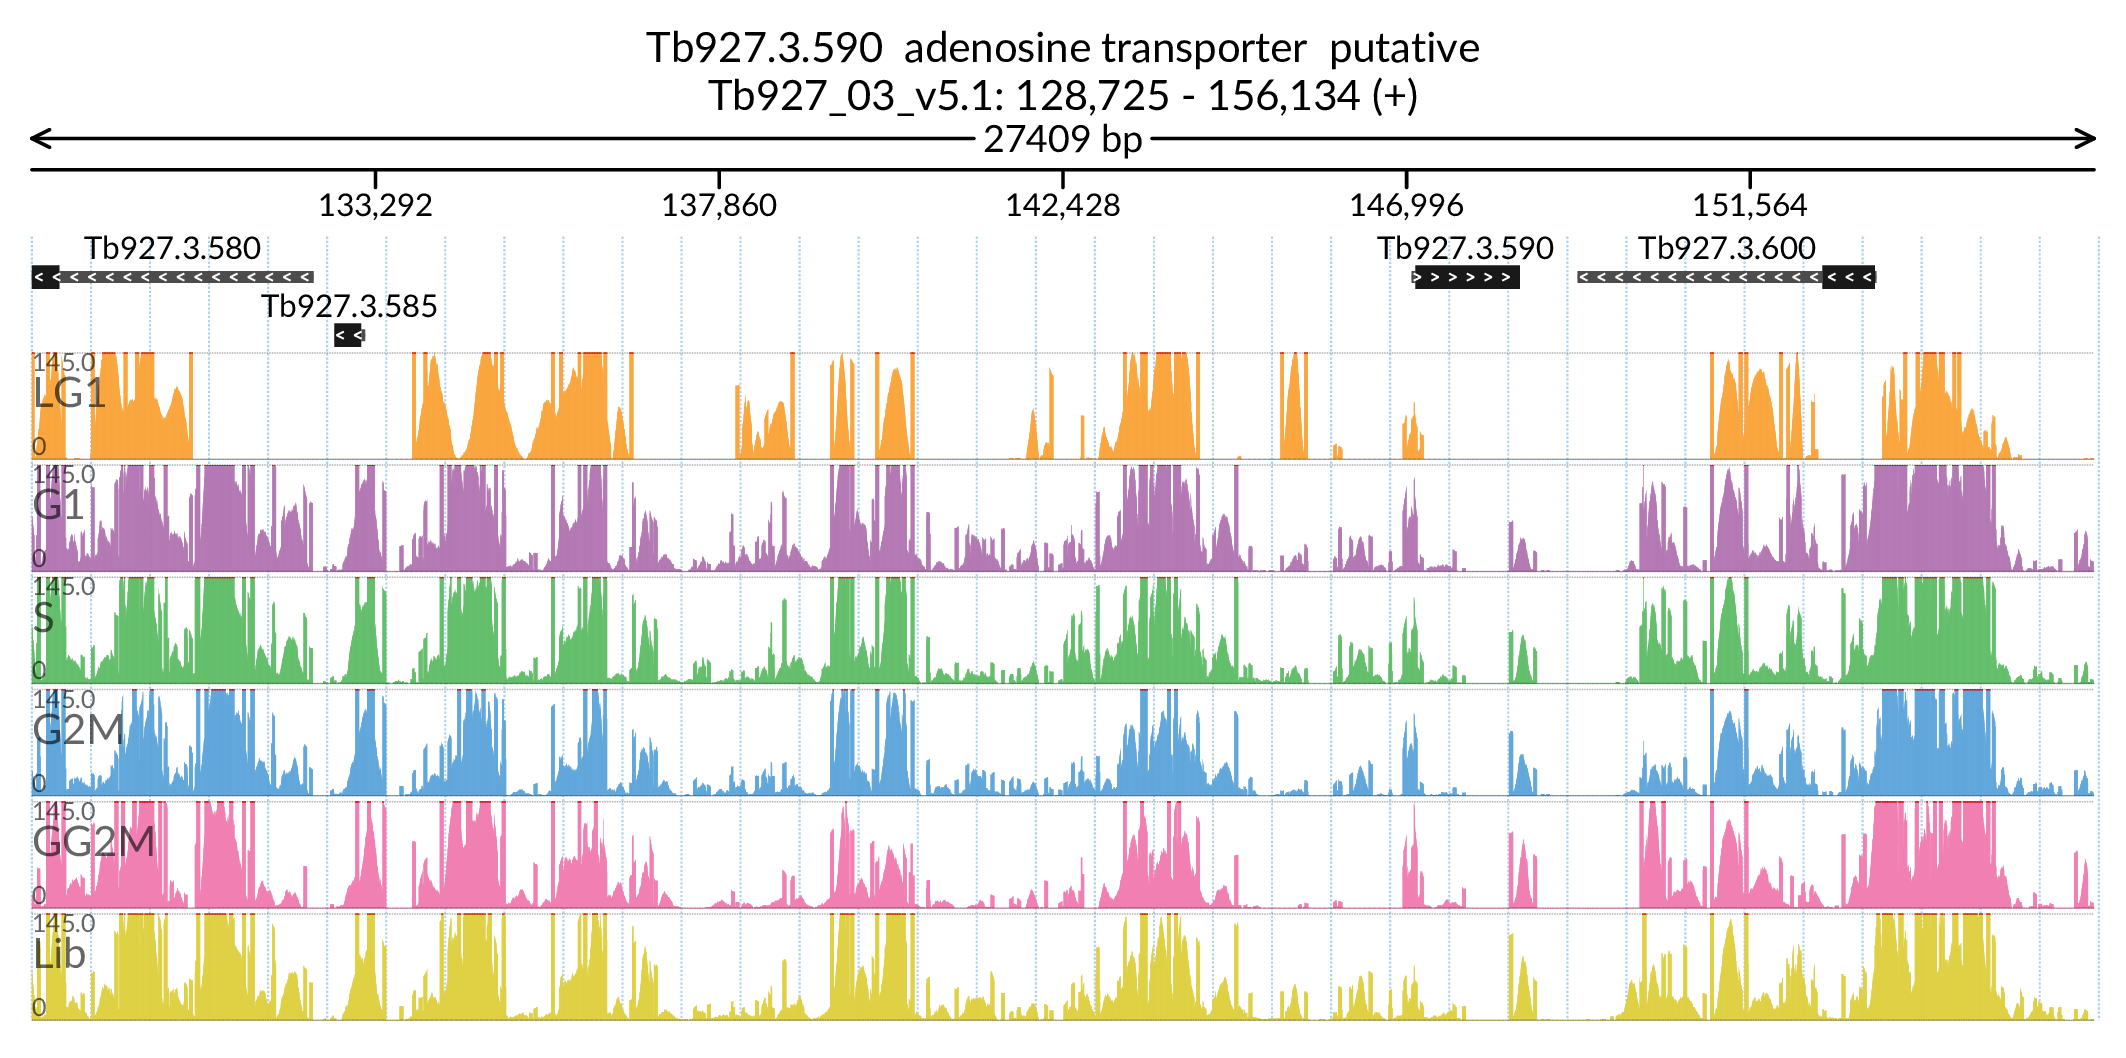 Tb927.3.590  adenosine transporter  putative
Tb927_03_v5.1: 128,725 - 156,134 (+)
27409 bp
133,292 137,860 142,428 146,996 151,564
Tb927.3.580 Tb927.3.590 Tb927.3.600
Tb927.3.585
145.0
LG1
0
145.0
G1
0
145.0
S
0
145.0
G2M
0
145.0
GG2M
0
145.0
Lib
0